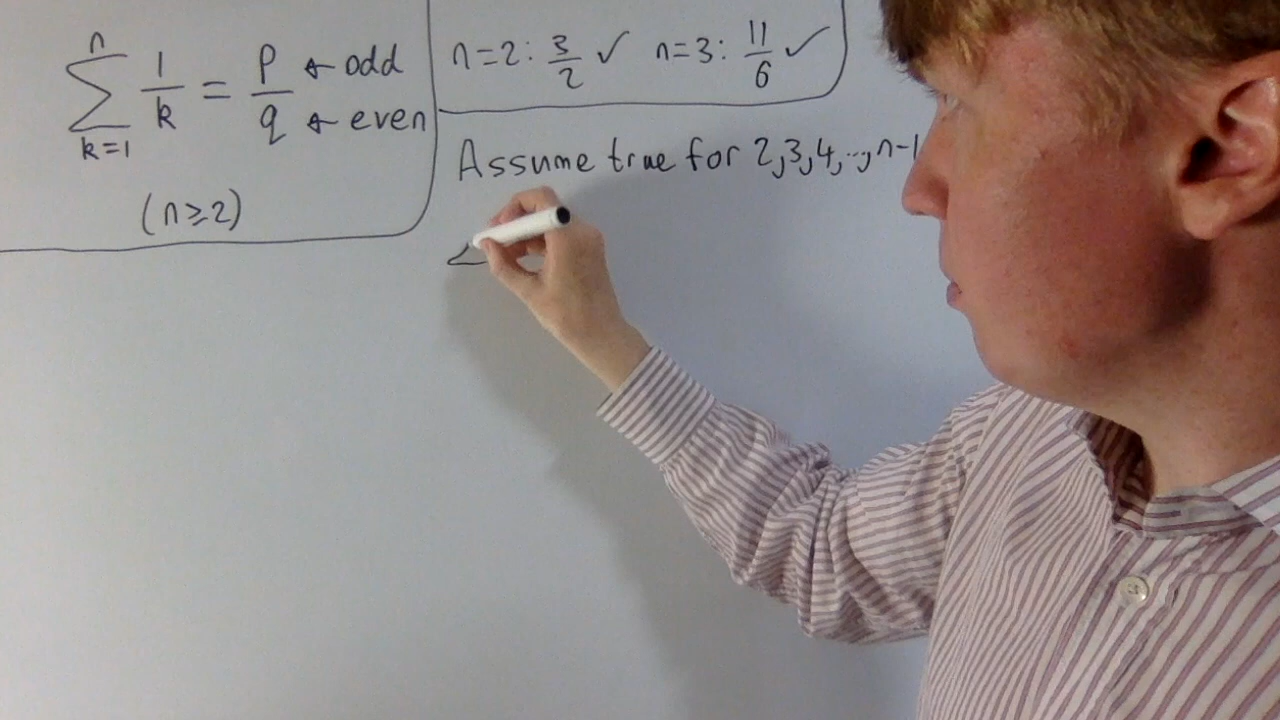 n
∑ 1/k = p/q ← odd ← even
k=1
(n≥2)
n=2: 3/2 ✓ n=3: 11/6 ✓
Assume true for 2,3,4,...,n-1